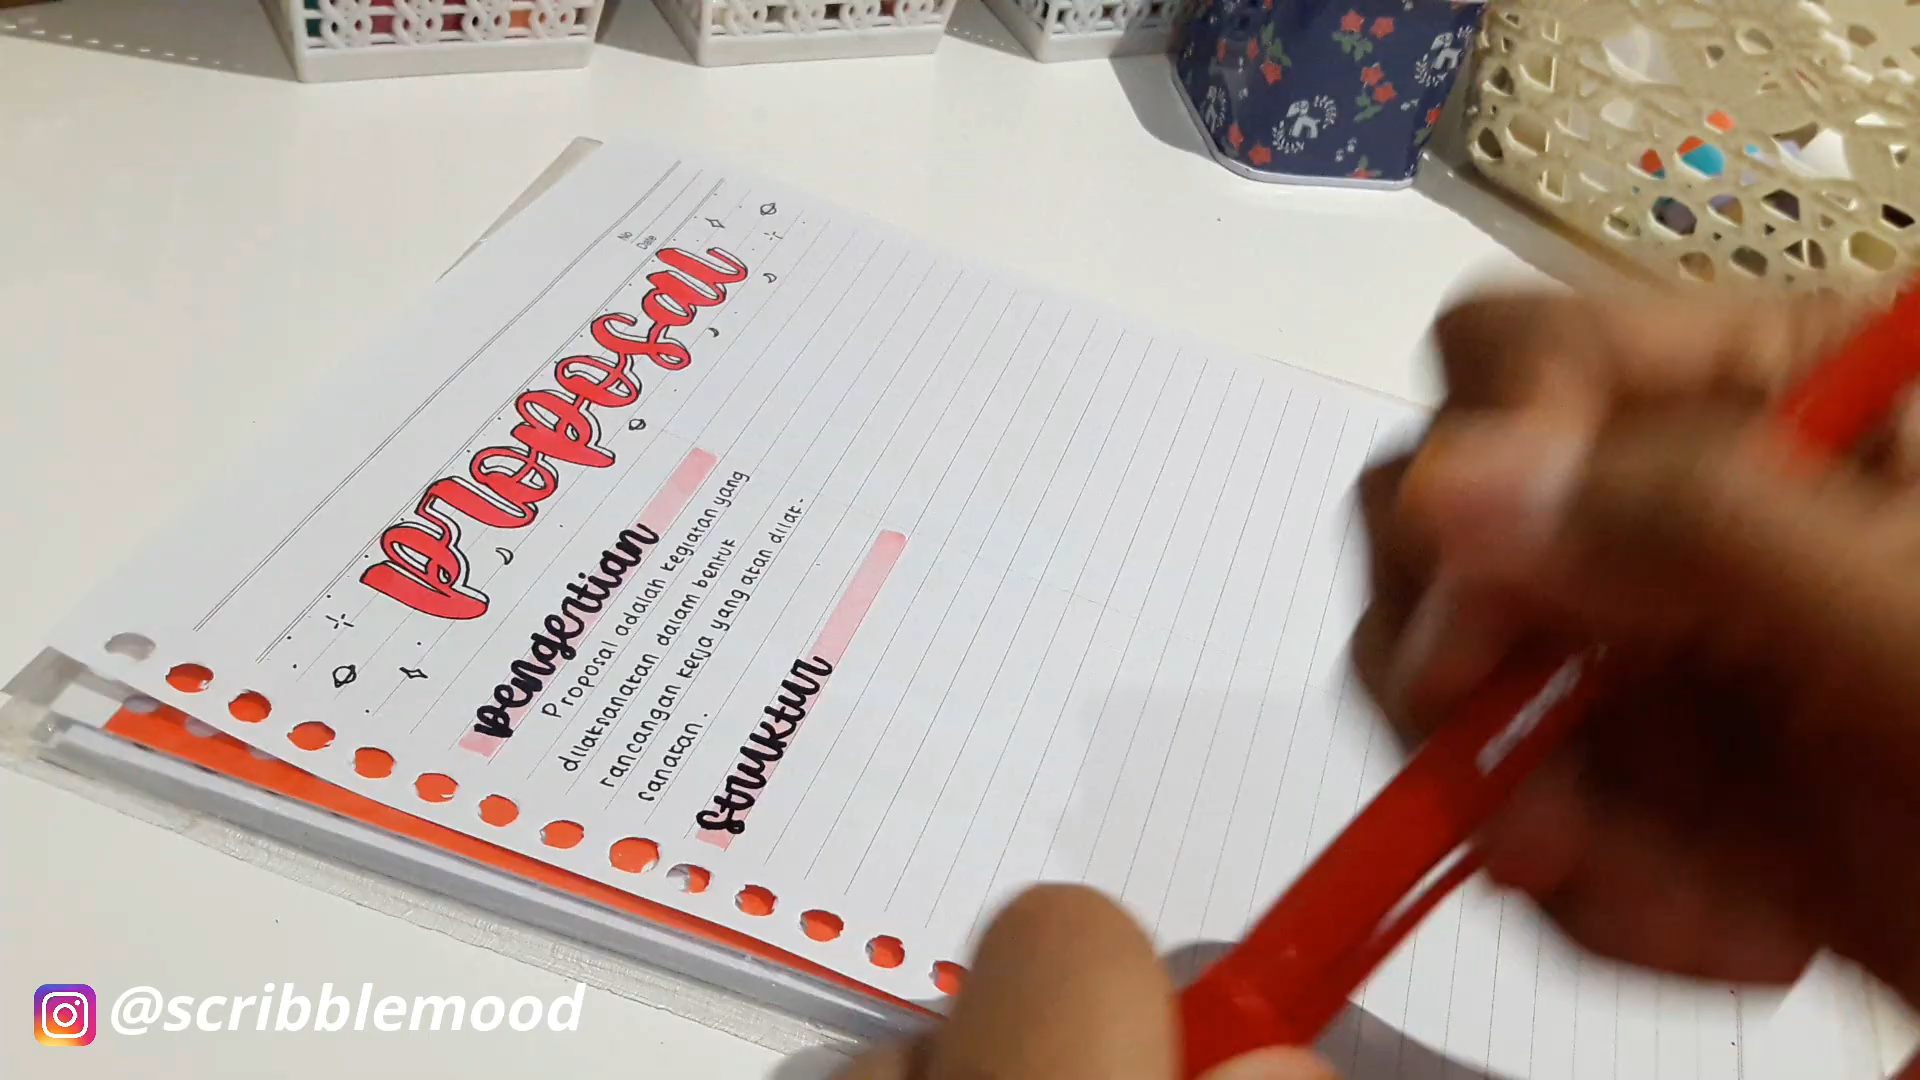 No
Date
proposal
pengertian
Proposal adalah kegiatan yang
dilaksanakan dalam bentuk
rancangan kerja yang akan dilak-
sanakan.
struktur
@scribblemood